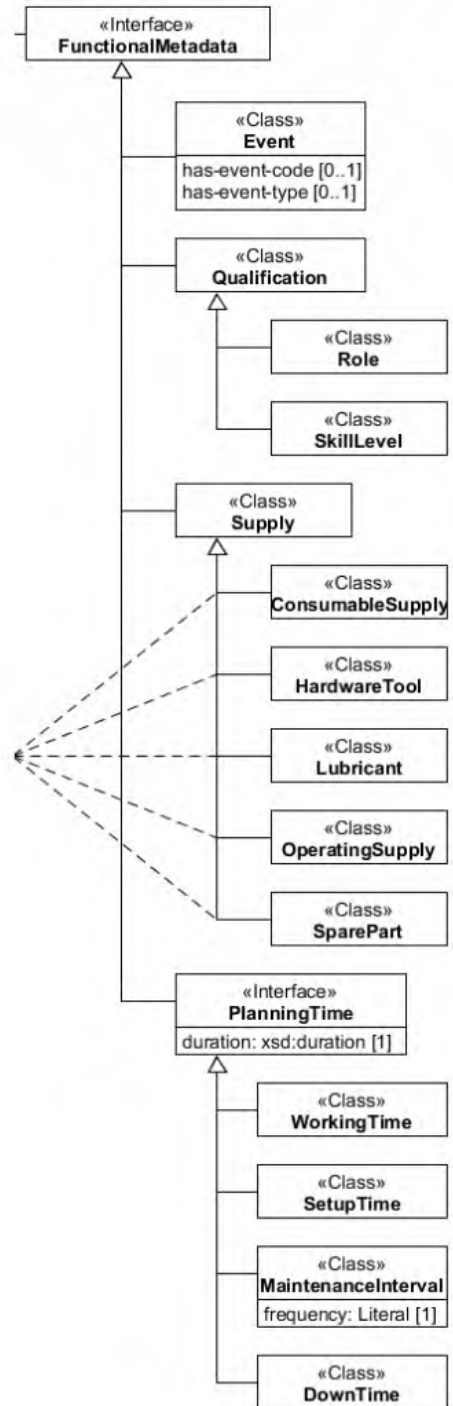 «Interface»
FunctionalMetadata
«Class»
Event
has-event-code [0..1]
has-event-type [0..1]
«Class»
Qualification
«Class»
Role
«Class»
SkillLevel
«Class»
Supply
«Class»
ConsumableSupply
«Class»
HardwareTool
«Class»
Lubricant
«Class»
OperatingSupply
«Class»
SparePart
«Interface»
PlanningTime
duration: xsd:duration [1]
«Class»
WorkingTime
«Class»
SetupTime
«Class»
MaintenanceInterval
frequency: Literal [1]
«Class»
DownTime